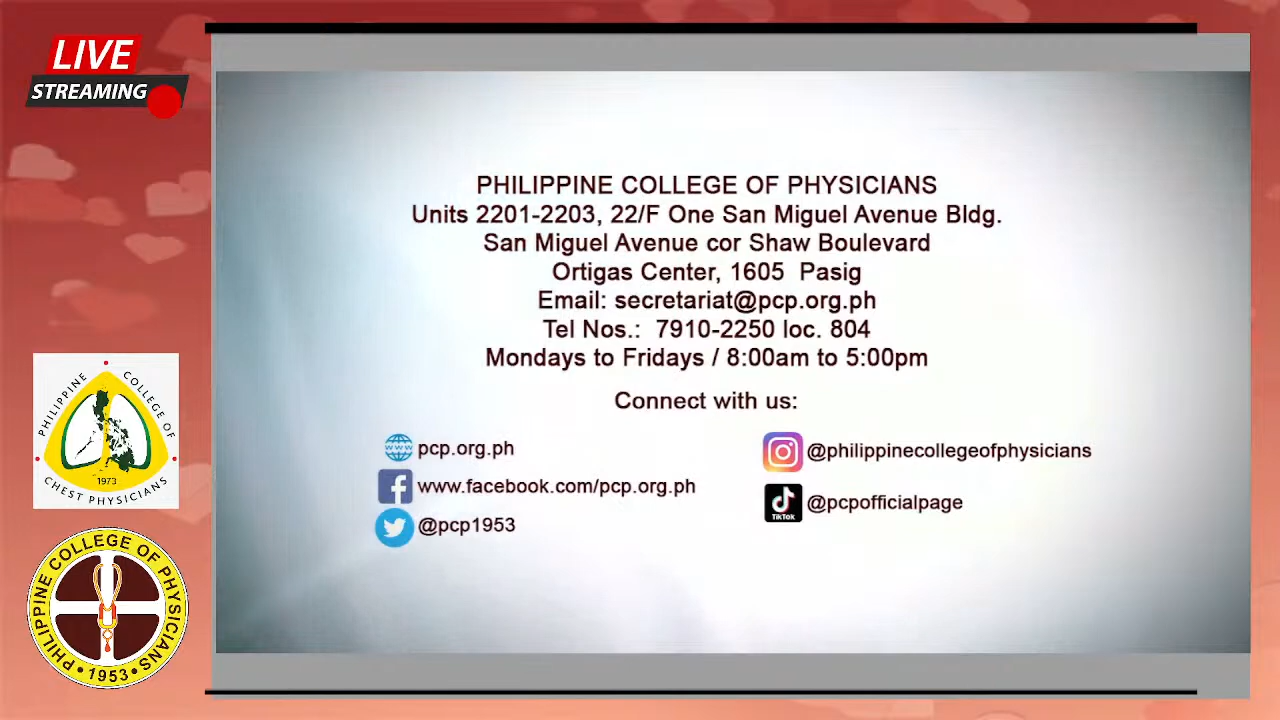 LIVE
STREAMING
PHILIPPINE COLLEGE OF PHYSICIANS
Units 2201-2203, 22/F One San Miguel Avenue Bldg.
San Miguel Avenue cor Shaw Boulevard
Ortigas Center, 1605 Pasig
Email: secretariat@pcp.org.ph
Tel Nos.: 7910-2250 loc. 804
Mondays to Fridays / 8:00am to 5:00pm
Connect with us:
pcp.org.ph
www.facebook.com/pcp.org.ph
@pcp1953
@philippinecollegeofphysicians
TikTok
@pcpofficialpage
PHILIPPINE COLLEGE OF
CHEST PHYSICIANS
1973
PHILIPPINE COLLEGE OF PHYSICIANS
• 1953 •